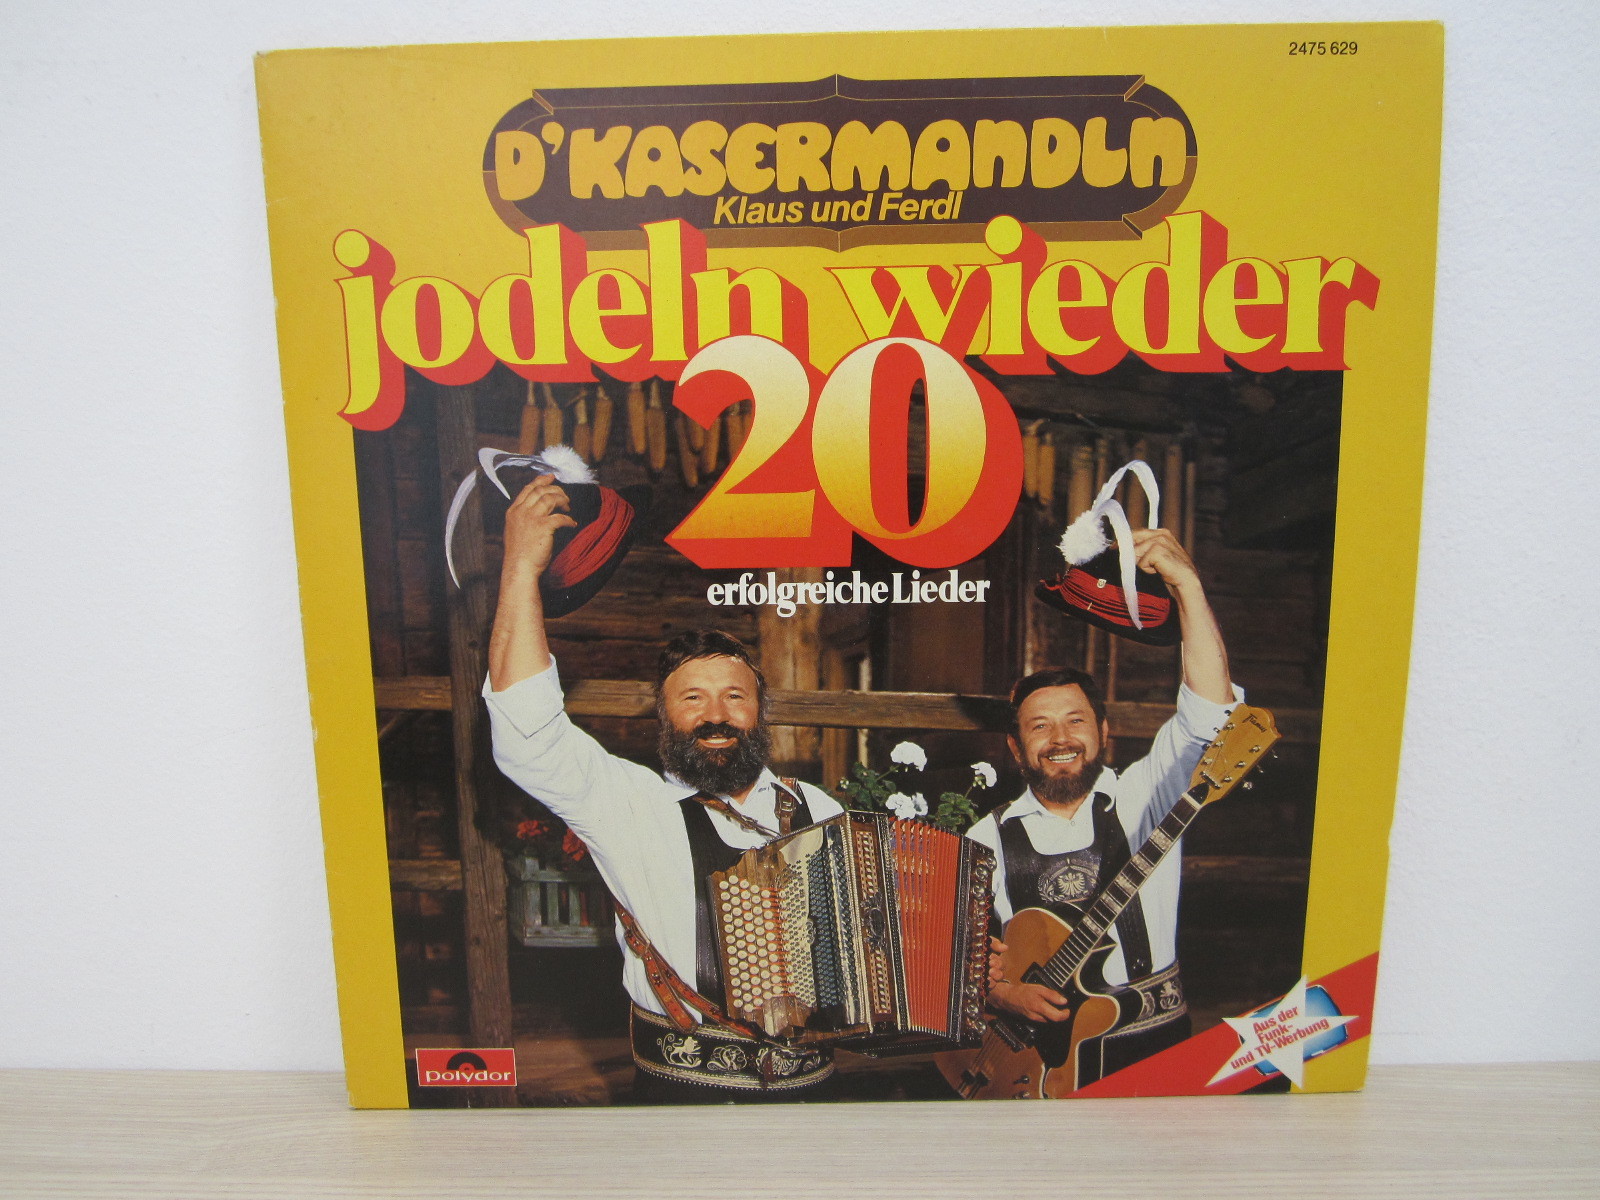 2475 629
D'KASERMANDLN
Klaus und Ferdl
jodeln wieder
20
erfolgreiche Lieder
Aus der
Funk-
und TV-Werbung
polydor